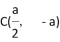 C(a/2, - a)